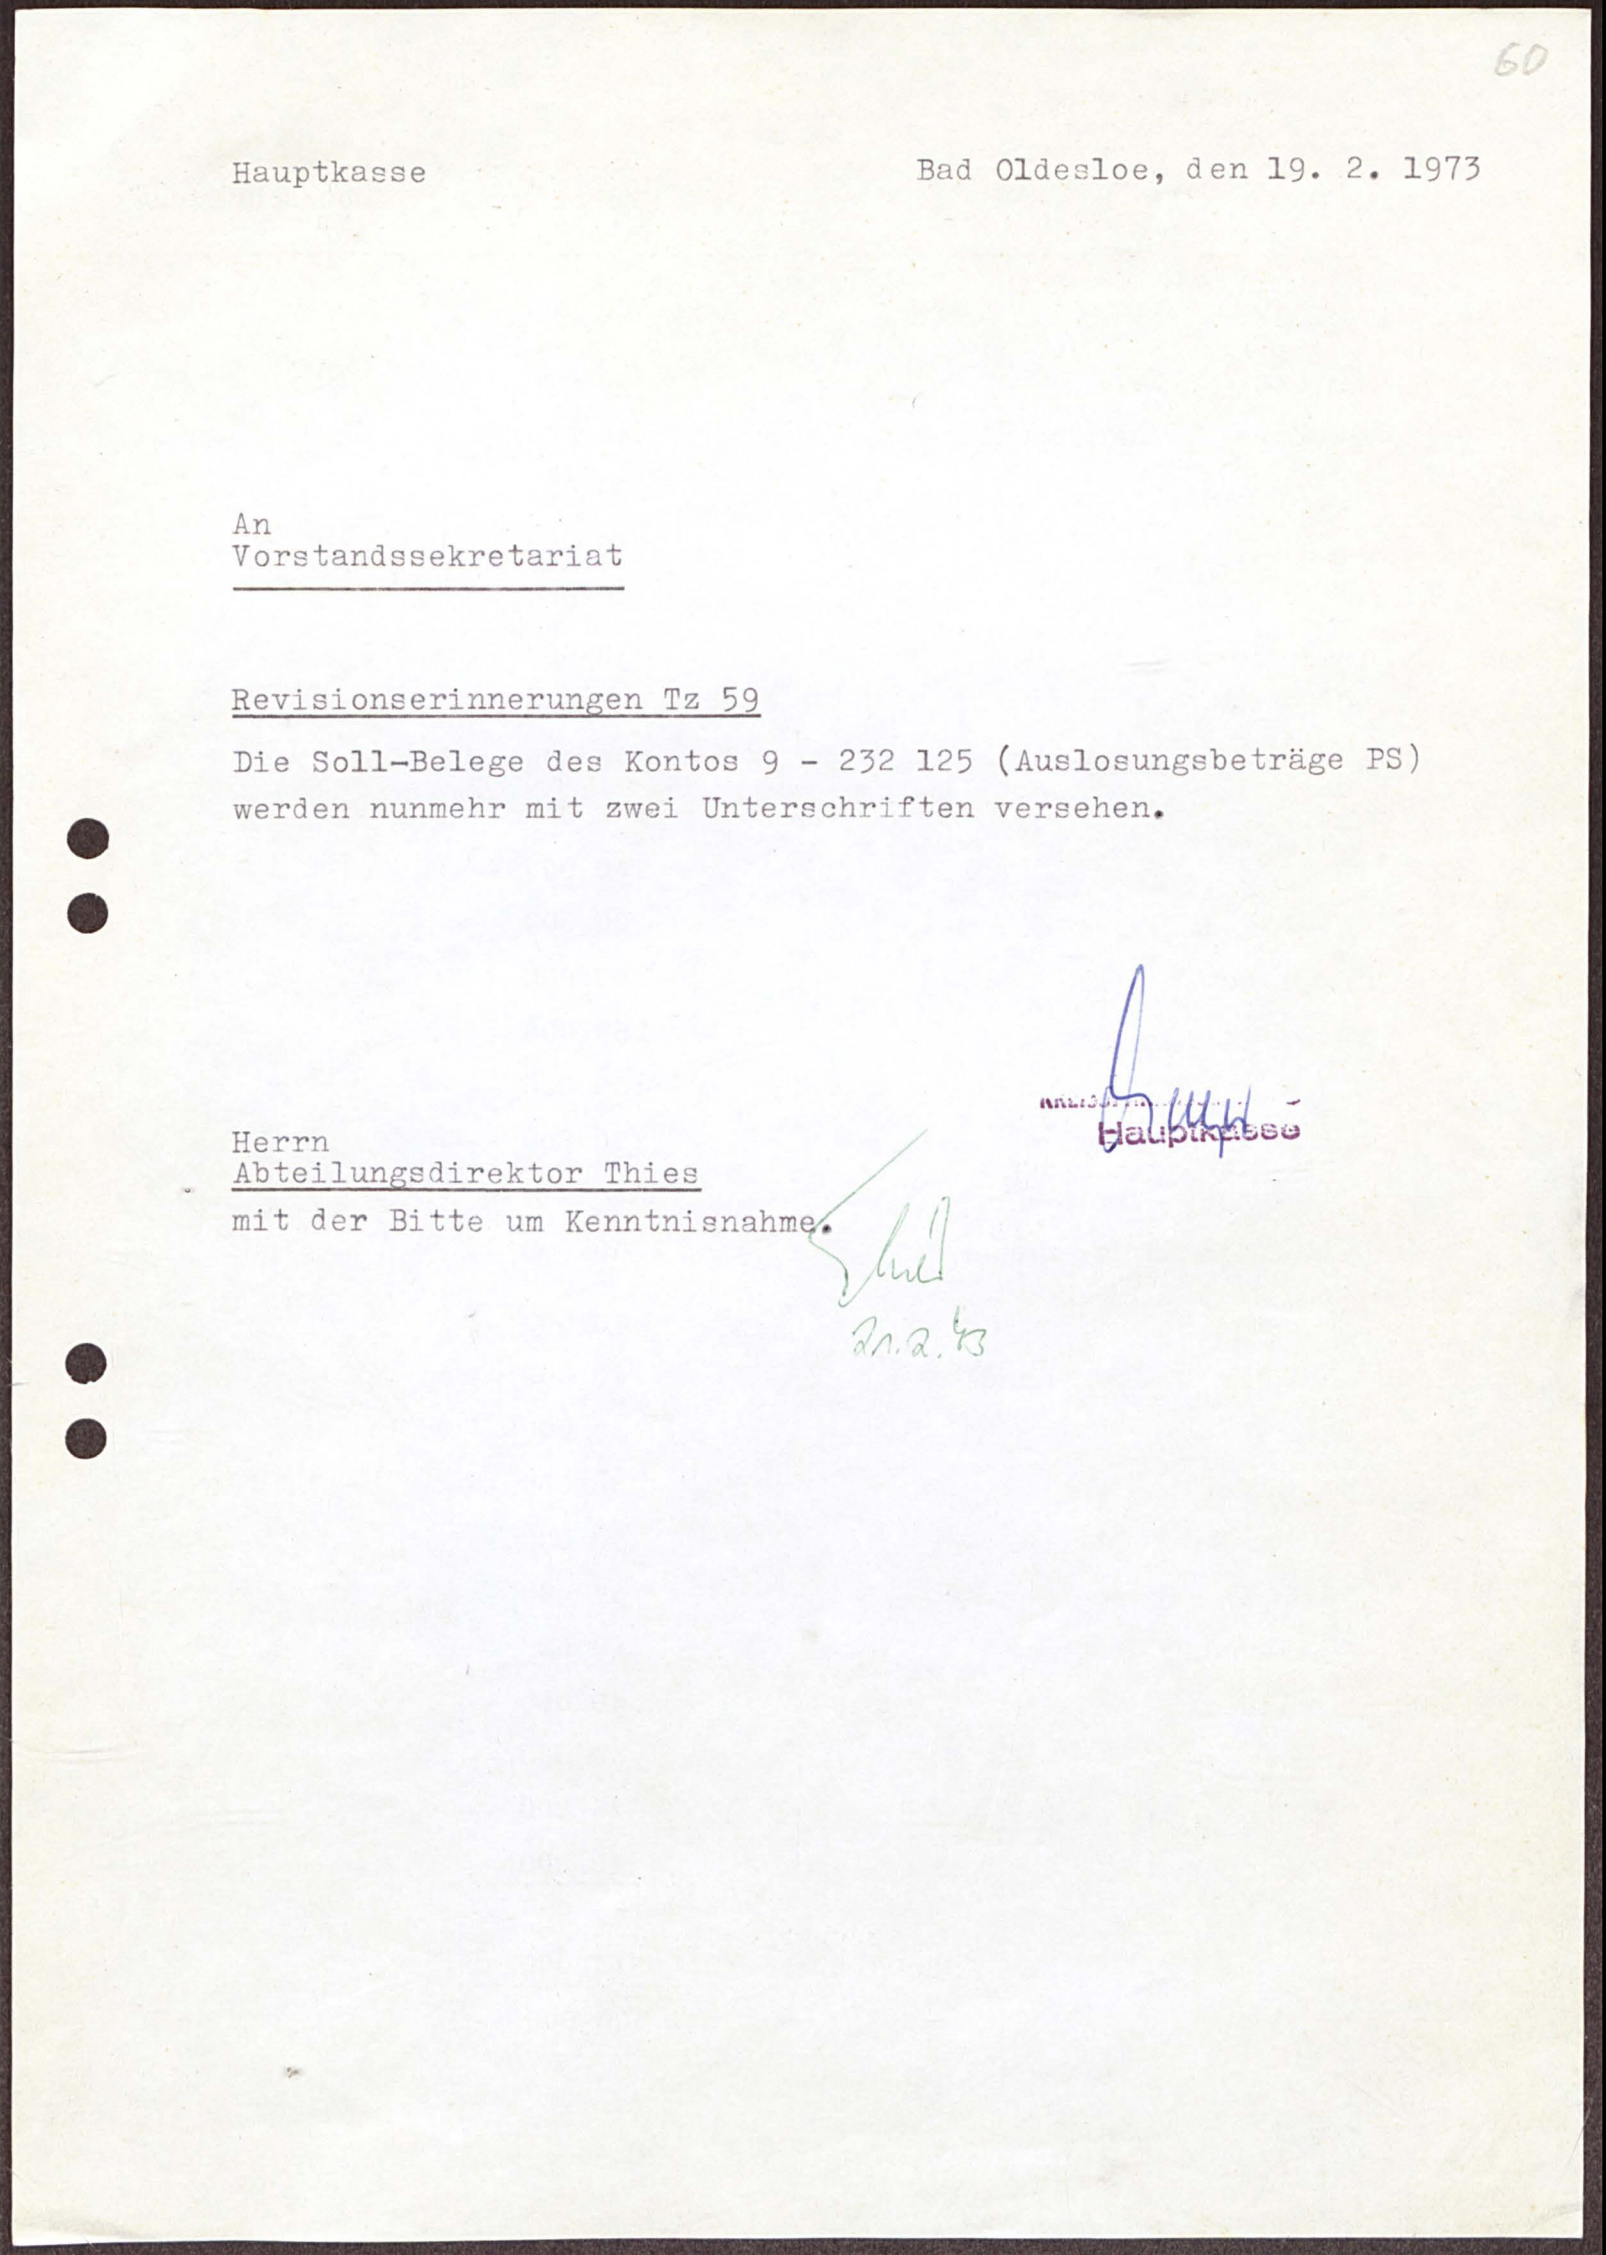 60
Hauptkasse Bad Oldesloe, den 19. 2. 1973
An
Vorstandssekretariat
Revisionserinnerungen Tz 59
Die Soll-Belege des Kontos 9 - 232 125 (Auslosungsbeträge PS)
werden nunmehr mit zwei Unterschriften versehen.
Hauptkasse
Herrn
Abteilungsdirektor Thies
mit der Bitte um Kenntnisnahme.
21.2.73